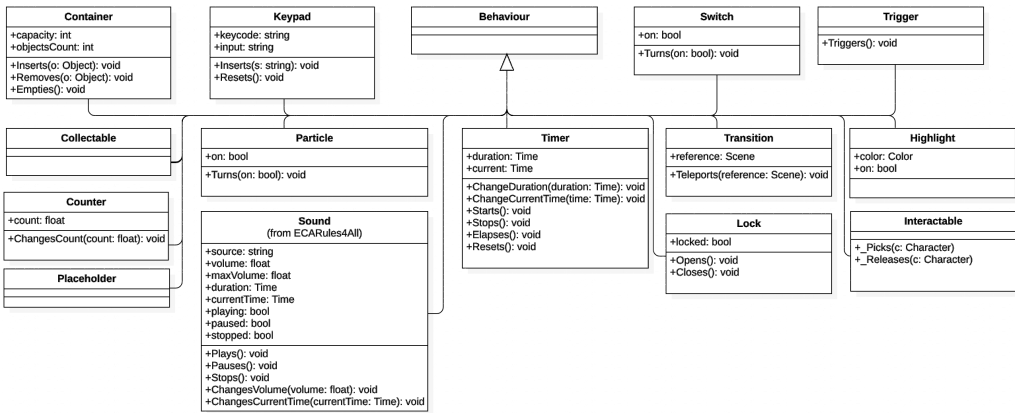 Container
+capacity: int
+objectsCount: int
+Inserts(o: Object): void
+Removes(o: Object): void
+Empties(): void
Keypad
+keycode: string
+input: string
+Inserts(s: string): void
+Resets(): void
Behaviour
Switch
+on: bool
+Turns(on: bool): void
Trigger
+Triggers(): void
Collectable
Particle
+on: bool
+Turns(on: bool): void
Timer
+duration: Time
+current: Time
+ChangeDuration(duration: Time): void
+ChangeCurrentTime(time: Time): void
+Starts(): void
+Stops(): void
+Elapses(): void
+Resets(): void
Transition
+reference: Scene
+Teleports(reference: Scene): void
Highlight
+color: Color
+on: bool
Counter
+count: float
+ChangesCount(count: float): void
Sound
(from ECARules4All)
+source: string
+volume: float
+maxVolume: float
+duration: Time
+currentTime: Time
+playing: bool
+paused: bool
+stopped: bool
+Plays(): void
+Pauses(): void
+Stops(): void
+ChangesVolume(volume: float): void
+ChangesCurrentTime(currentTime: Time): void
Lock
+locked: bool
+Opens(): void
+Closes(): void
Interactable
+_Picks(c: Character)
+_Releases(c: Character)
Placeholder